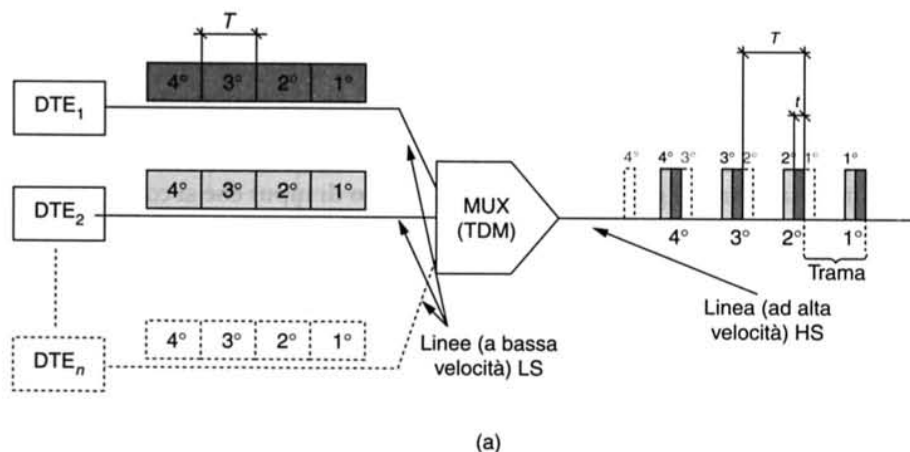 T
4° 3° 2° 1°
DTE1
4° 3° 2° 1°
DTE2
4° 3° 2° 1°
DTEn
MUX
(TDM)
Linee (a bassa
velocità) LS
T
t
4° 4° 3° 3° 2° 2° 1° 1°
4° 3° 2° 1°
Trama
Linea (ad alta
velocità) HS
(a)